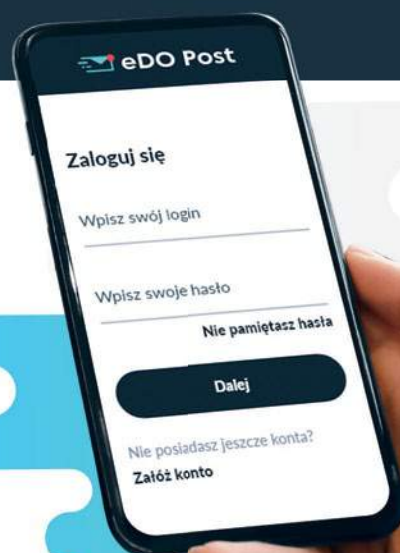 eDO Post
Zaloguj się
Wpisz swój login
Wpisz swoje hasło
Nie pamiętasz hasła
Dalej
Nie posiadasz jeszcze konta?
Załóż konto